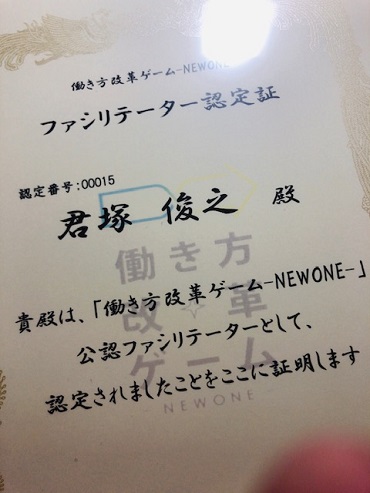 働き方改革ゲーム-NEWONE
ファシリテーター認定証
認定番号:00015
君塚 俊之 殿
働き方
改革
ゲーム
NEWONE
貴殿は、「働き方改革ゲーム-NEWONE-」
公認ファシリテーターとして、
認定されましたことをここに証明します